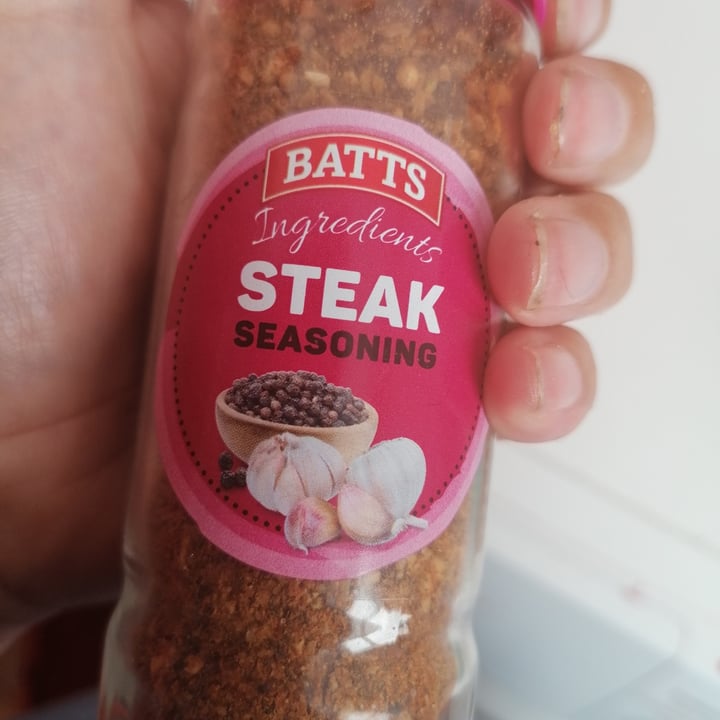 BATTS
Ingredients
STEAK
SEASONING